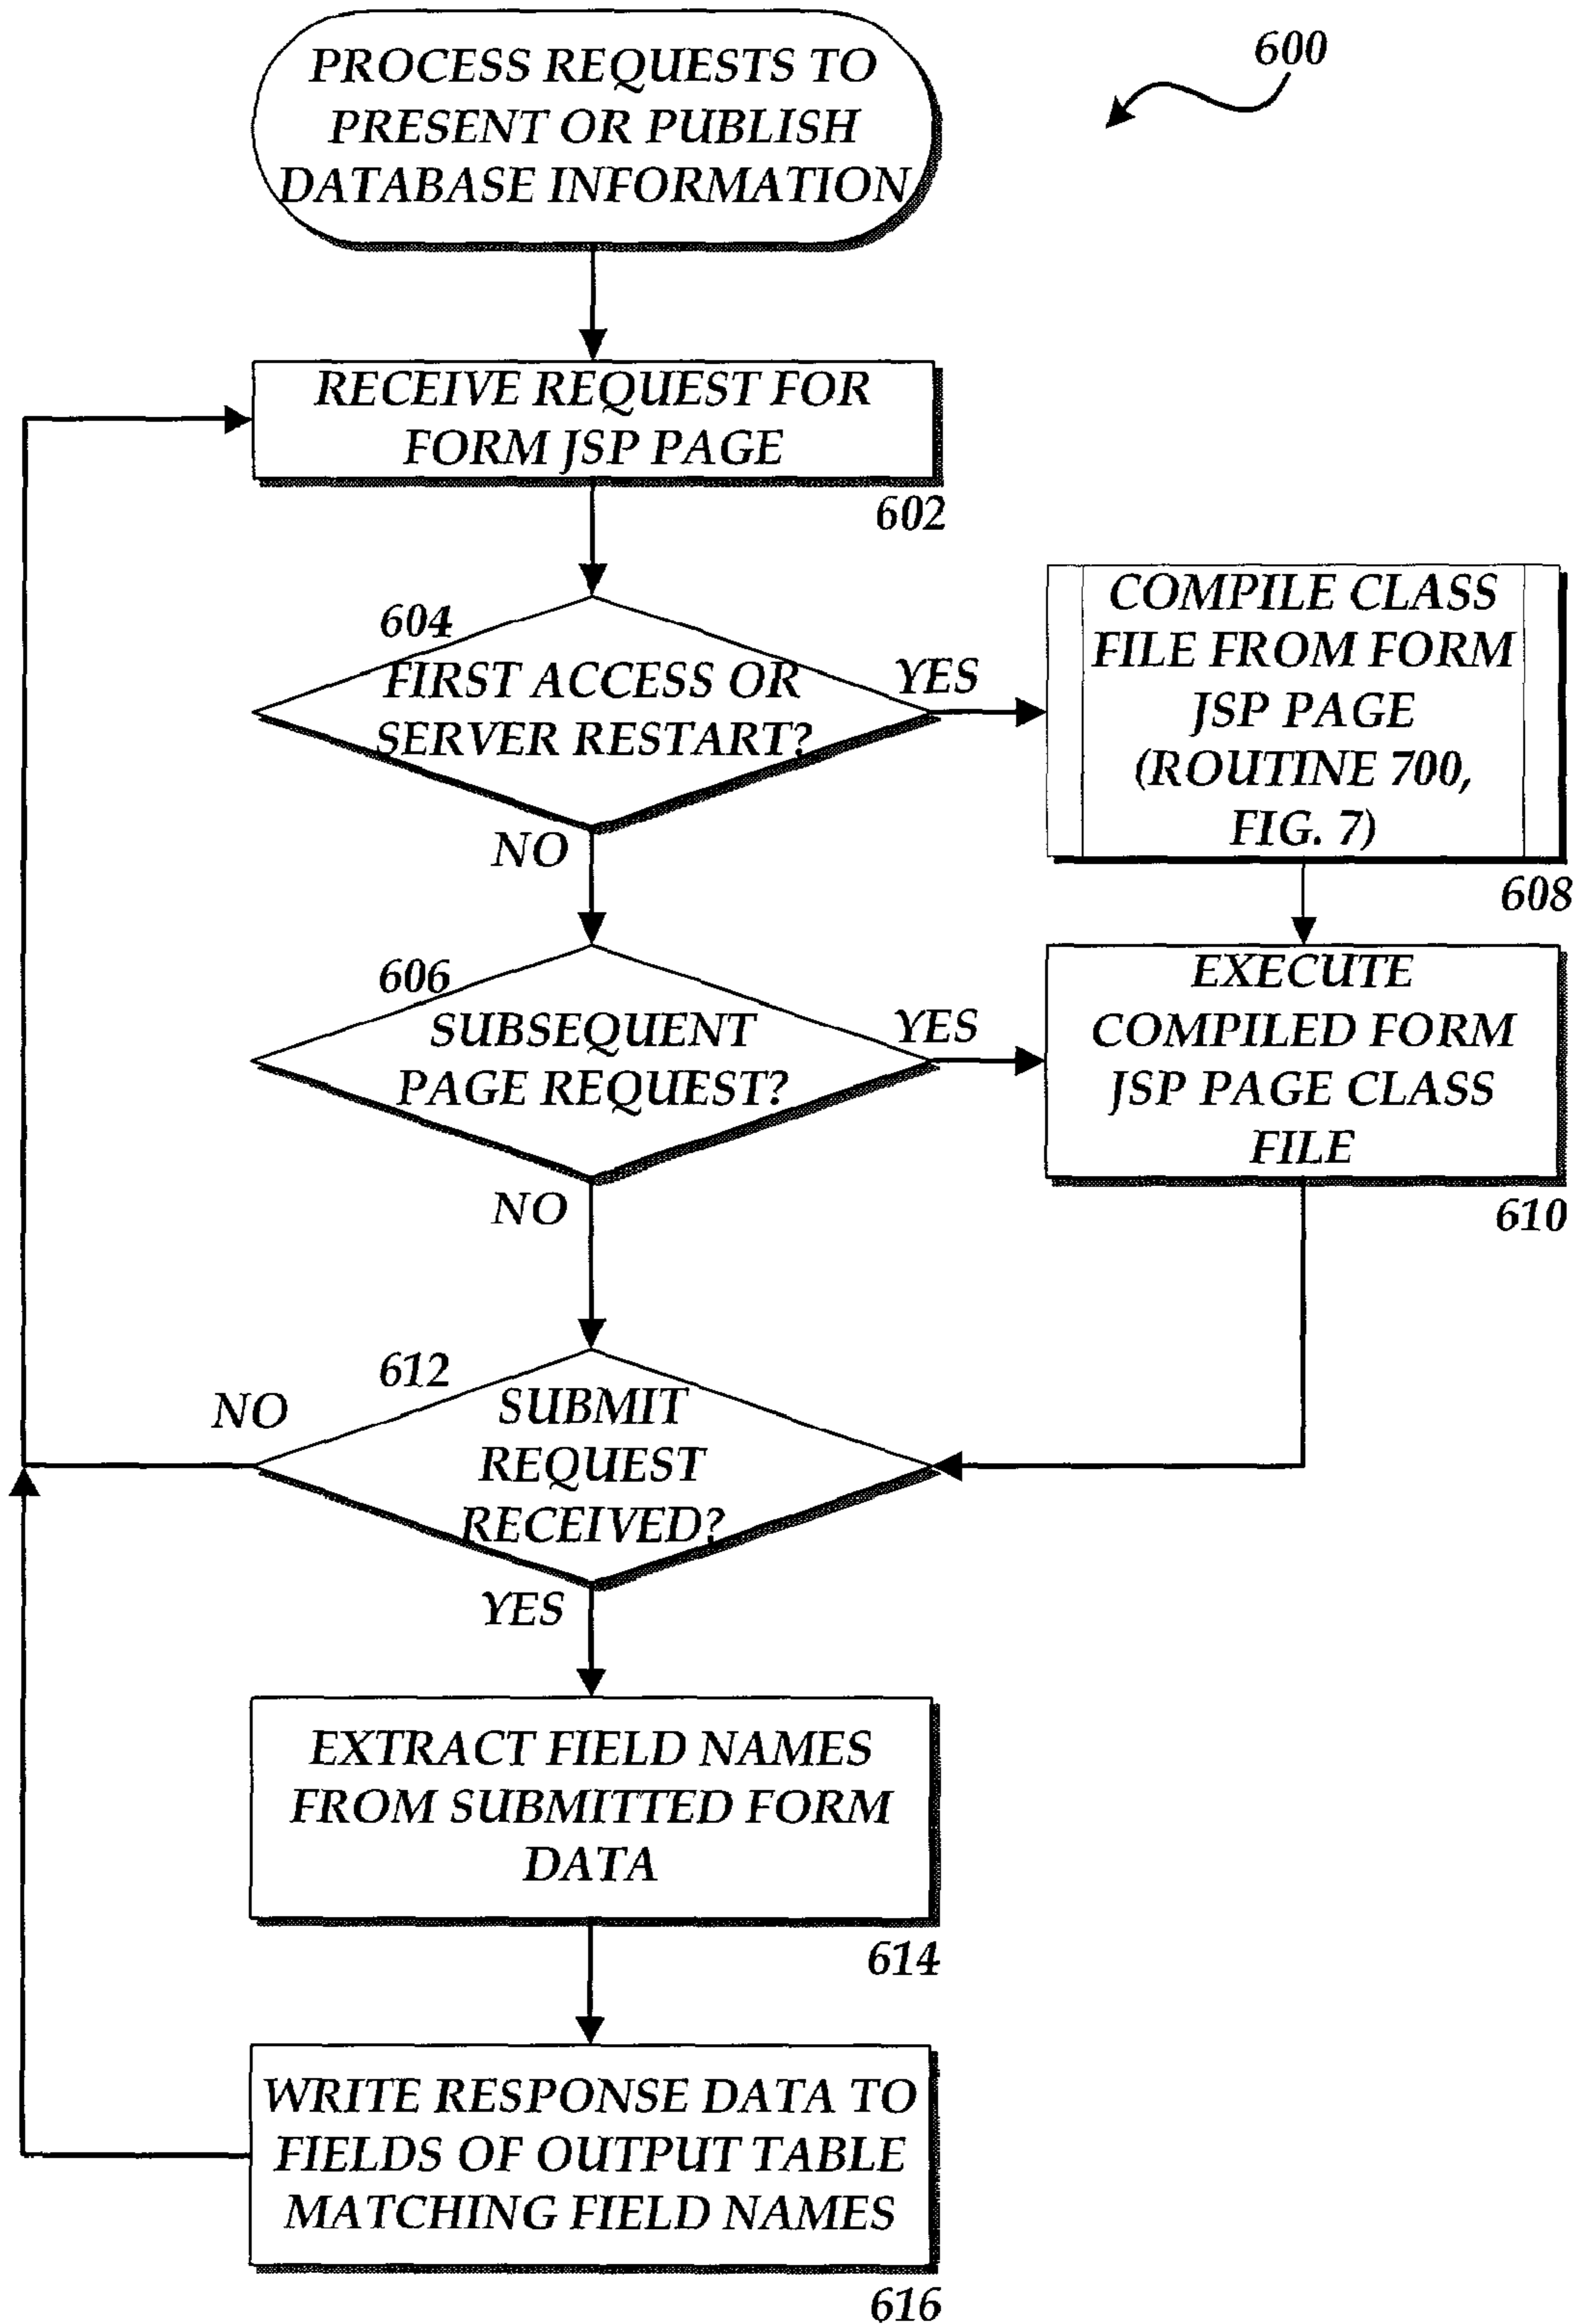 PROCESS REQUESTS TO
PRESENT OR PUBLISH
DATABASE INFORMATION
600
RECEIVE REQUEST FOR
FORM JSP PAGE
602
604
FIRST ACCESS OR
SERVER RESTART?
YES
NO
COMPILE CLASS
FILE FROM FORM
JSP PAGE
(ROUTINE 700,
FIG. 7)
608
606
SUBSEQUENT
PAGE REQUEST?
YES
NO
EXECUTE
COMPILED FORM
JSP PAGE CLASS
FILE
610
612
SUBMIT
REQUEST
RECEIVED?
NO
YES
EXTRACT FIELD NAMES
FROM SUBMITTED FORM
DATA
614
WRITE RESPONSE DATA TO
FIELDS OF OUTPUT TABLE
MATCHING FIELD NAMES
616